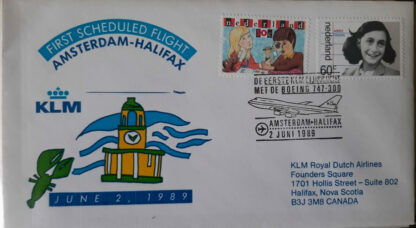 FIRST SCHEDULED FLIGHT
AMSTERDAM-HALIFAX
KLM
JUNE 2, 1989
nederland
nederland
60c
MET DE BOEING 747-300
AMSTERDAM-HALIFAX
2 JUNI 1989
KLM Royal Dutch Airlines
Founders Square
1701 Hollis Street – Suite 802
Halifax, Nova Scotia
B3J 3M8 CANADA